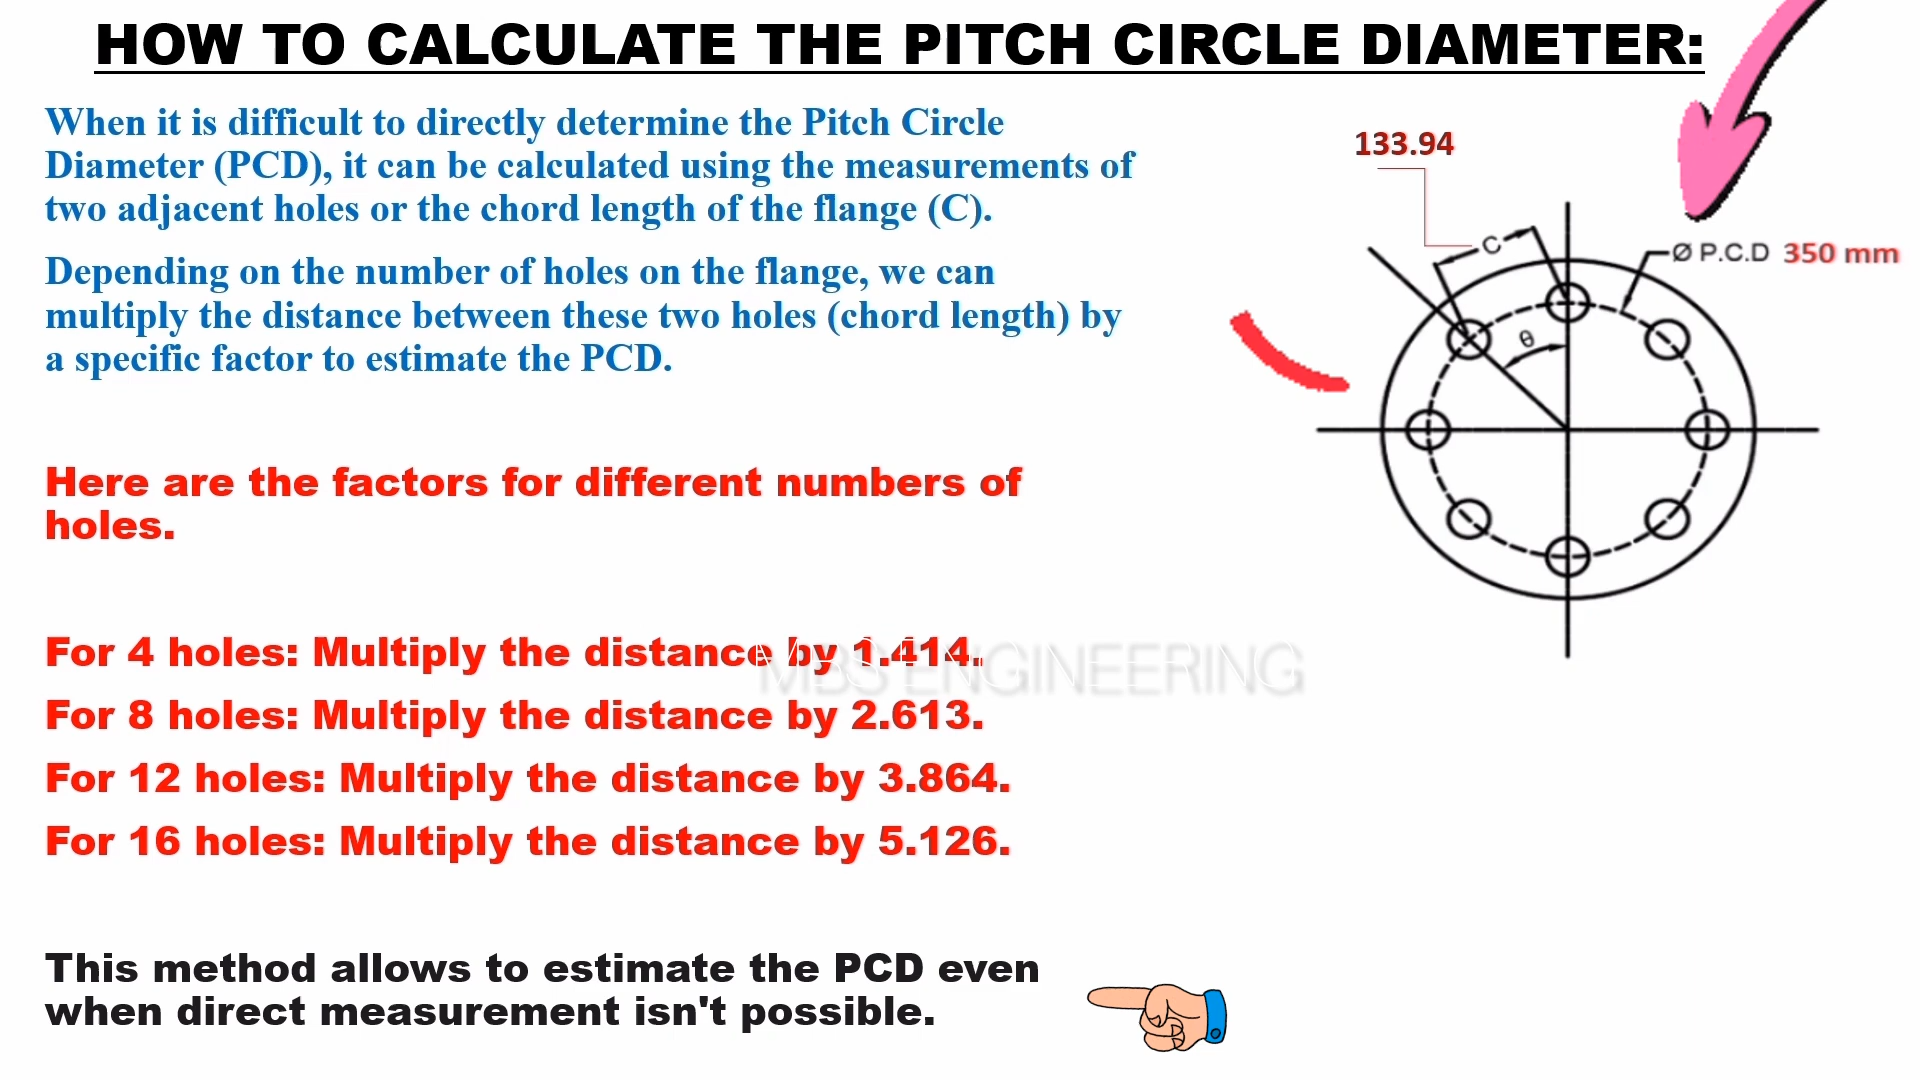 HOW TO CALCULATE THE PITCH CIRCLE DIAMETER:
When it is difficult to directly determine the Pitch Circle
Diameter (PCD), it can be calculated using the measurements of
two adjacent holes or the chord length of the flange (C).
Depending on the number of holes on the flange, we can
multiply the distance between these two holes (chord length) by
a specific factor to estimate the PCD.
133.94
C
Ø P.C.D 350 mm
θ
Here are the factors for different numbers of
holes.
For 4 holes: Multiply the distance by 1.414.
MBS ENGINEERING
For 8 holes: Multiply the distance by 2.613.
For 12 holes: Multiply the distance by 3.864.
For 16 holes: Multiply the distance by 5.126.
This method allows to estimate the PCD even
when direct measurement isn't possible.